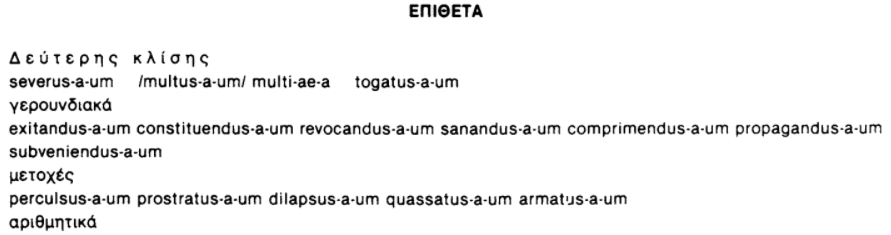 ΕΠΙΘΕΤΑ
Δεύτερης κλίσης
severus-a-um /multus-a-um/ multi-ae-a togatus-a-um
γερουνδιακά
exitandus-a-um constituendus-a-um revocandus-a-um sanandus-a-um comprimendus-a-um propagandus-a-um
subveniendus-a-um
μετοχές
perculsus-a-um prostratus-a-um dilapsus-a-um quassatus-a-um armatus-a-um
αριθμητικά